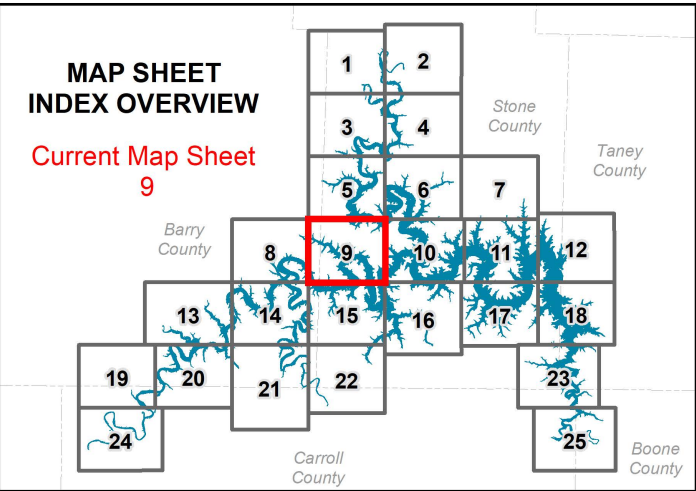 MAP SHEET
INDEX OVERVIEW
Current Map Sheet
9
1
2
Stone
County
3
4
Taney
County
5
6
7
Barry
County
8
9
10
11
12
13
14
15
16
17
18
19
20
21
22
23
24
25
Carroll
County
Boone
County